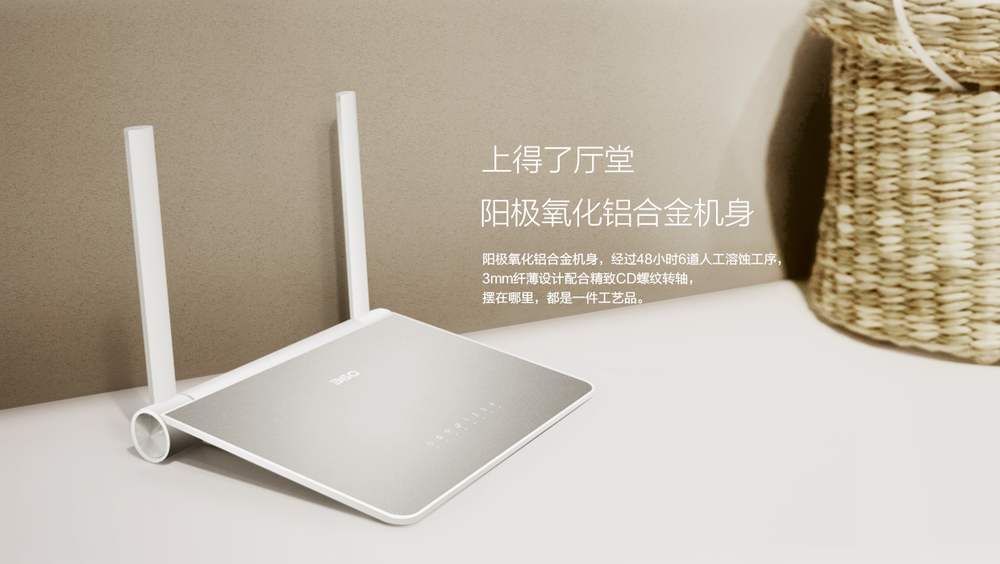 上得了厅堂
阳极氧化铝合金机身
阳极氧化铝合金机身，经过48小时6道人工溶蚀工序，
3mm纤薄设计配合精致CD螺纹转轴，
摆在哪里，都是一件工艺品。
360